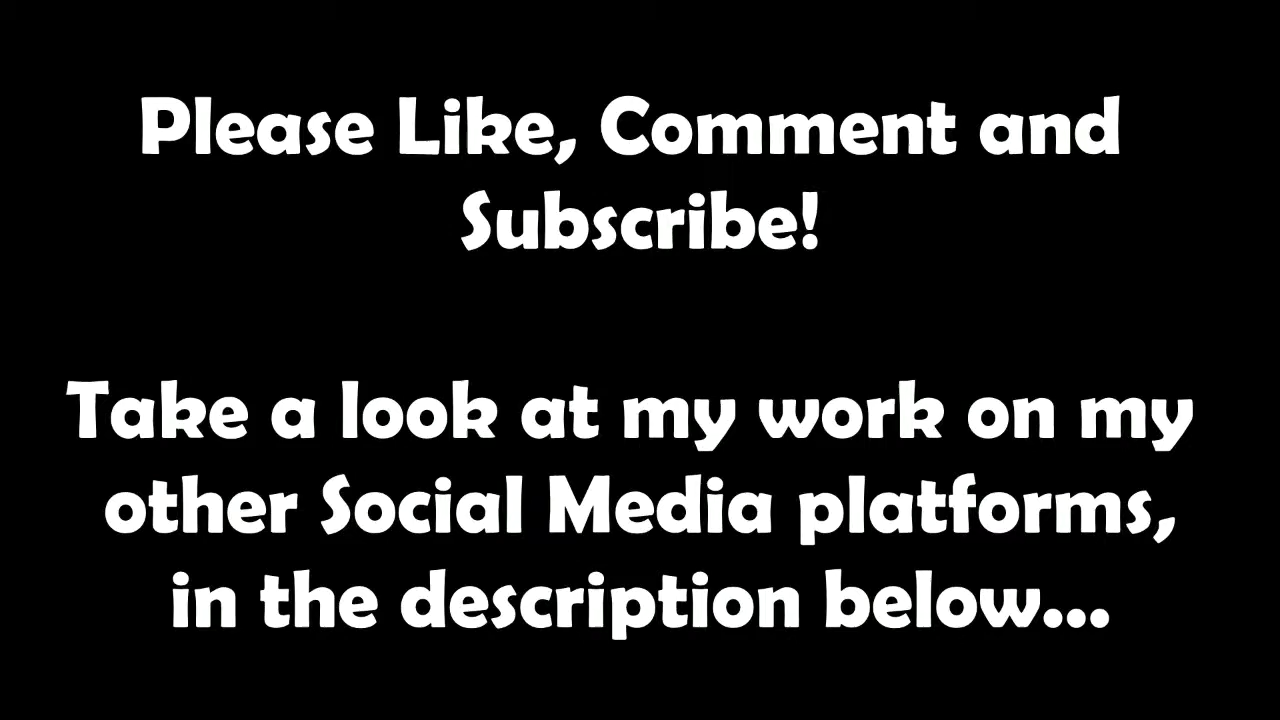 Please Like, Comment and
Subscribe!
Take a look at my work on my
other Social Media platforms,
in the description below...